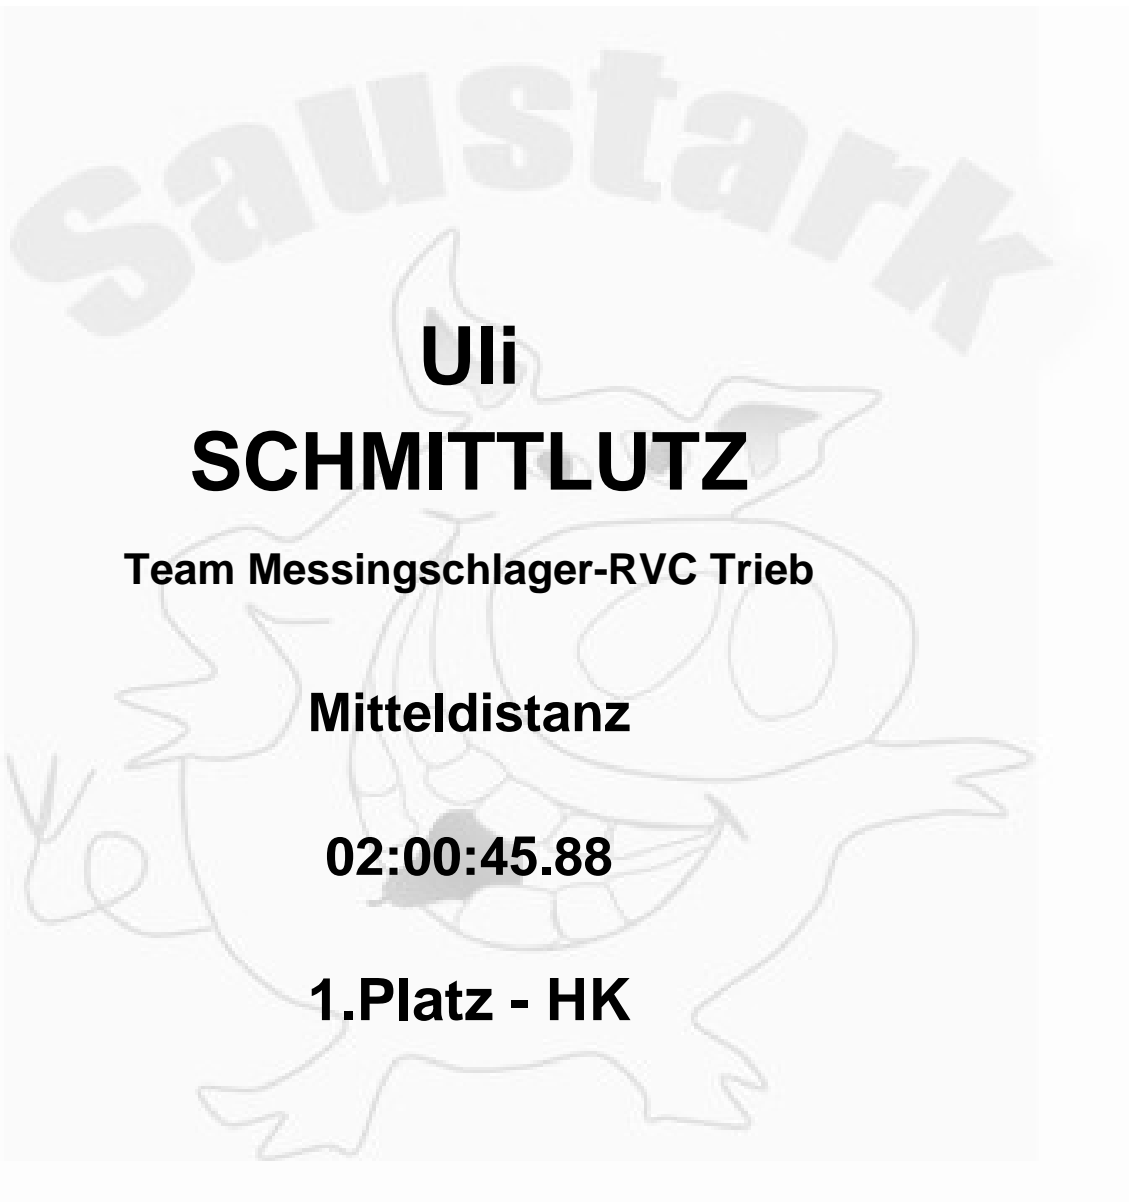 Saustark
Uli
SCHMITTLUTZ
Team Messingschlager-RVC Trieb
Mitteldistanz
02:00:45.88
1.Platz - HK